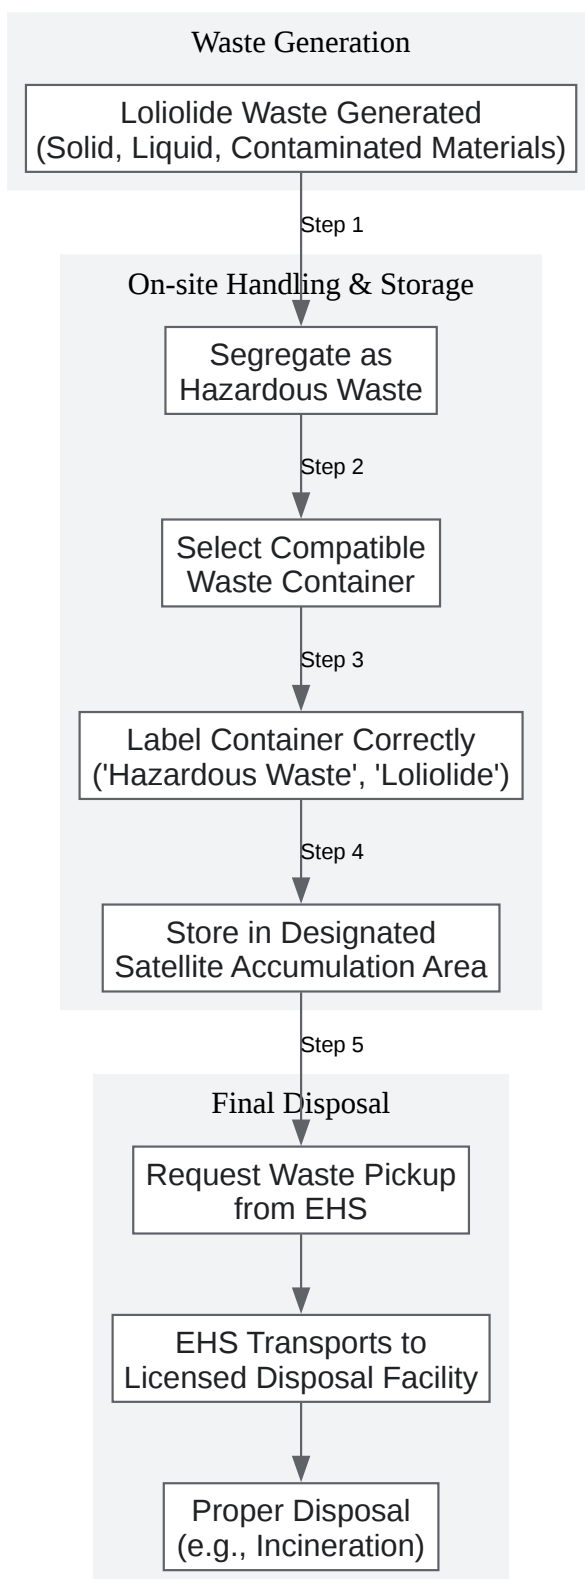 Waste Generation
Loliolide Waste Generated
(Solid, Liquid, Contaminated Materials)
Step 1
On-site Handling & Storage
Segregate as
Hazardous Waste
Step 2
Select Compatible
Waste Container
Step 3
Label Container Correctly
('Hazardous Waste', 'Loliolide')
Step 4
Store in Designated
Satellite Accumulation Area
Step 5
Final Disposal
Request Waste Pickup
from EHS
EHS Transports to
Licensed Disposal Facility
Proper Disposal
(e.g., Incineration)